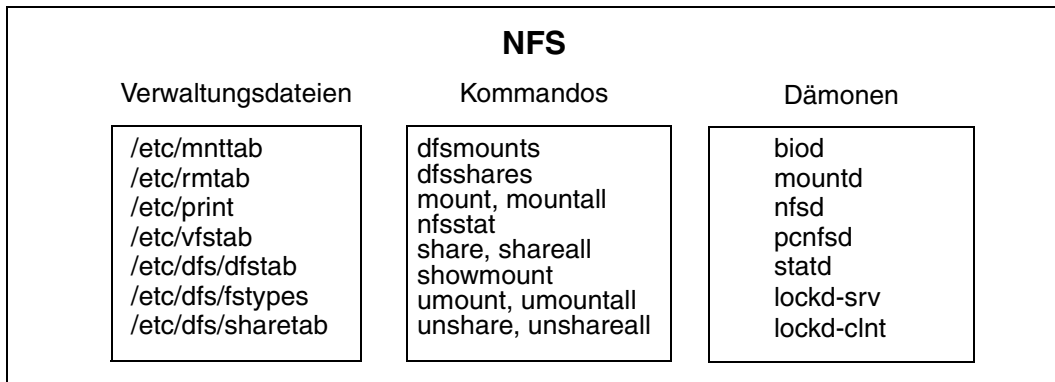 NFS
Verwaltungsdateien
/etc/mnttab
/etc/rmtab
/etc/print
/etc/vfstab
/etc/dfs/dfstab
/etc/dfs/fstypes
/etc/dfs/sharetab
Kommandos
dfsmounts
dfsshares
mount, mountall
nfsstat
share, shareall
showmount
umount, umountall
unshare, unshareall
Dämonen
biod
mountd
nfsd
pcnfsd
statd
lockd-srv
lockd-clnt